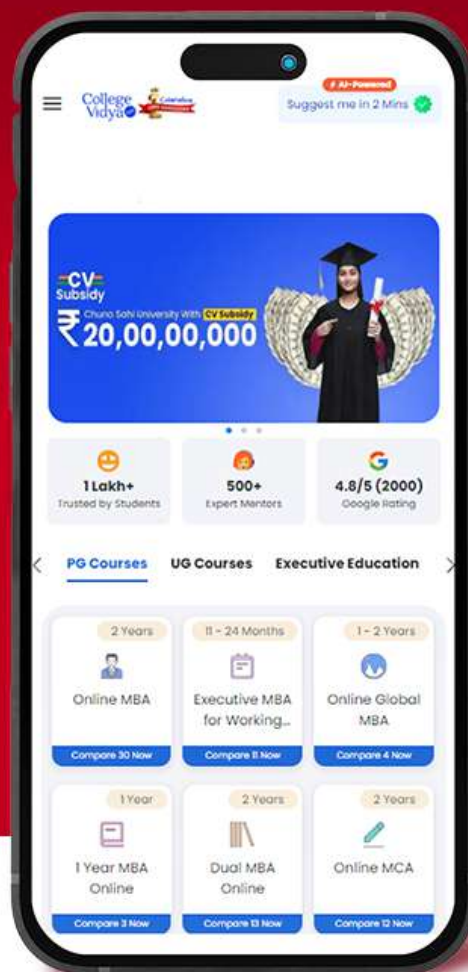 College
Vidya
AI-Powered
Suggest me in 2 Mins
CV
Subsidy
Chuno Sahi University With CV Subsidy
₹20,00,00,000
1 Lakh+
Trusted by Students
500+
Expert Mentors
4.8/5 (2000)
Google Rating
PG Courses UG Courses Executive Education
2 Years
Online MBA
Compare 30 Now
11 - 24 Months
Executive MBA
for Working...
Compare 11 Now
1 - 2 Years
Online Global
MBA
Compare 4 Now
1 Year
1 Year MBA
Online
Compare 3 Now
2 Years
Dual MBA
Online
Compare 13 Now
2 Years
Online MCA
Compare 12 Now